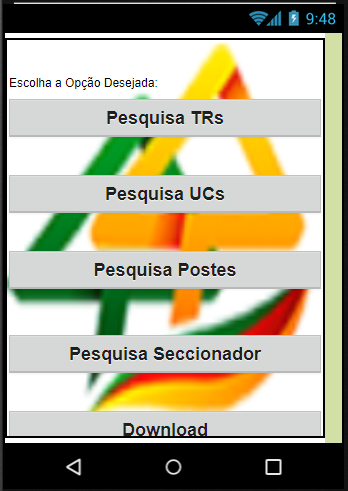 9:48
Escolha a Opção Desejada:
Pesquisa TRs
Pesquisa UCs
Pesquisa Postes
Pesquisa Seccionador
Download